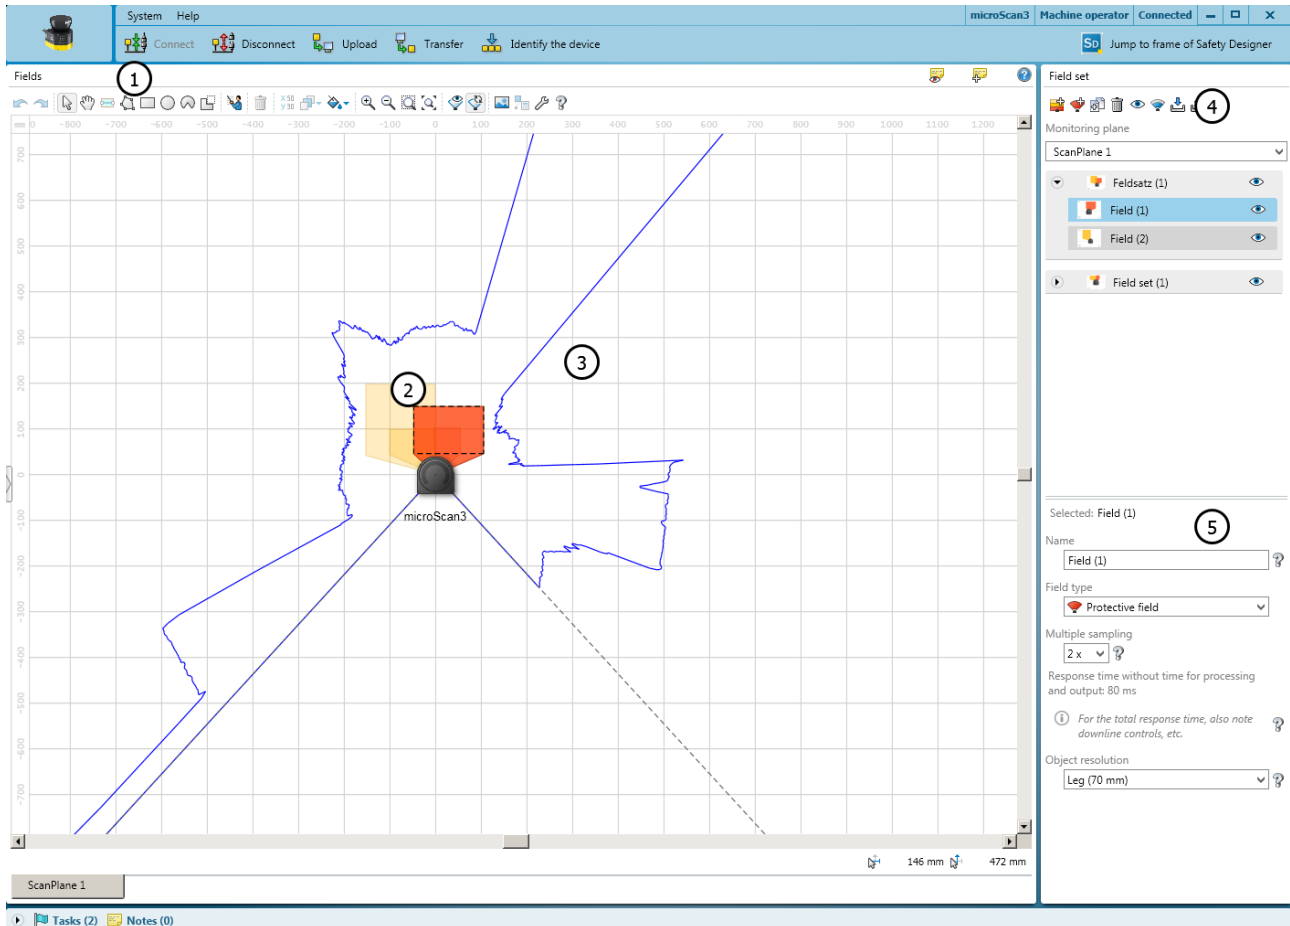 System Help
microScan3 Machine operator Connected
Connect Disconnect Upload Transfer Identify the device
SD Jump to frame of Safety Designer
Fields
1
Field set
4
Monitoring plane
ScanPlane 1
Feldsatz (1)
Field (1)
Field (2)
Field set (1)
0 -800 -700 -600 -500 -400 -300 -200 -100 0 100 200 300 400 500 600 700 800 900 1000 1100 1200
700
600
500
400
300
200
100
0
-100
-200
-300
-400
-500
-600
-700
2
3
microScan3
Selected: Field (1)
5
Name
Field (1)
Field type
Protective field
Multiple sampling
2 x
Response time without time for processing
and output: 80 ms
For the total response time, also note
downline controls, etc.
Object resolution
Leg (70 mm)
146 mm 472 mm
ScanPlane 1
Tasks (2) Notes (0)